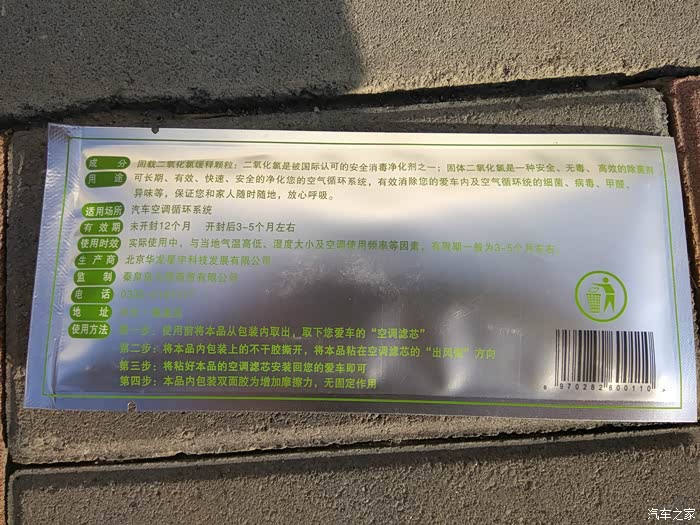 成 分 固载二氧化氯缓释颗粒:二氧化氯是被国际认可的安全消毒净化剂之一;固体二氧化氯是一种安全、无毒、高效的除菌剂
用 途 可长期、有效、快速、安全的净化您的空气循环系统,有效消除您的爱车内及空气循环统的细菌、病毒、甲醛、
异味等,保证您和家人随时随地,放心呼吸。
适用场所 汽车空调循环系统
有 效 期 未开封12个月 开封后3-5个月左右
使用时效 实际使用中,与当地气温高低、湿度大小及空调使用频率等因素,有效期一般为3-5个月左右。
生 产 商 北京华龙星宇科技发展有限公司
监 制 秦皇岛 商贸有限公司
电 话
地 址
使用方法 第一步:使用前将本品从包装内取出,取下您爱车的“空调滤芯”
第二步:将本品内包装上的不干胶撕开,将本品粘在空调滤芯的“出风面”方向
第三步:将粘好本品的空调滤芯安装回您的爱车即可
第四步:本品内包装双面胶为增加摩擦力,无固定作用
9 970282 600110
汽车之家